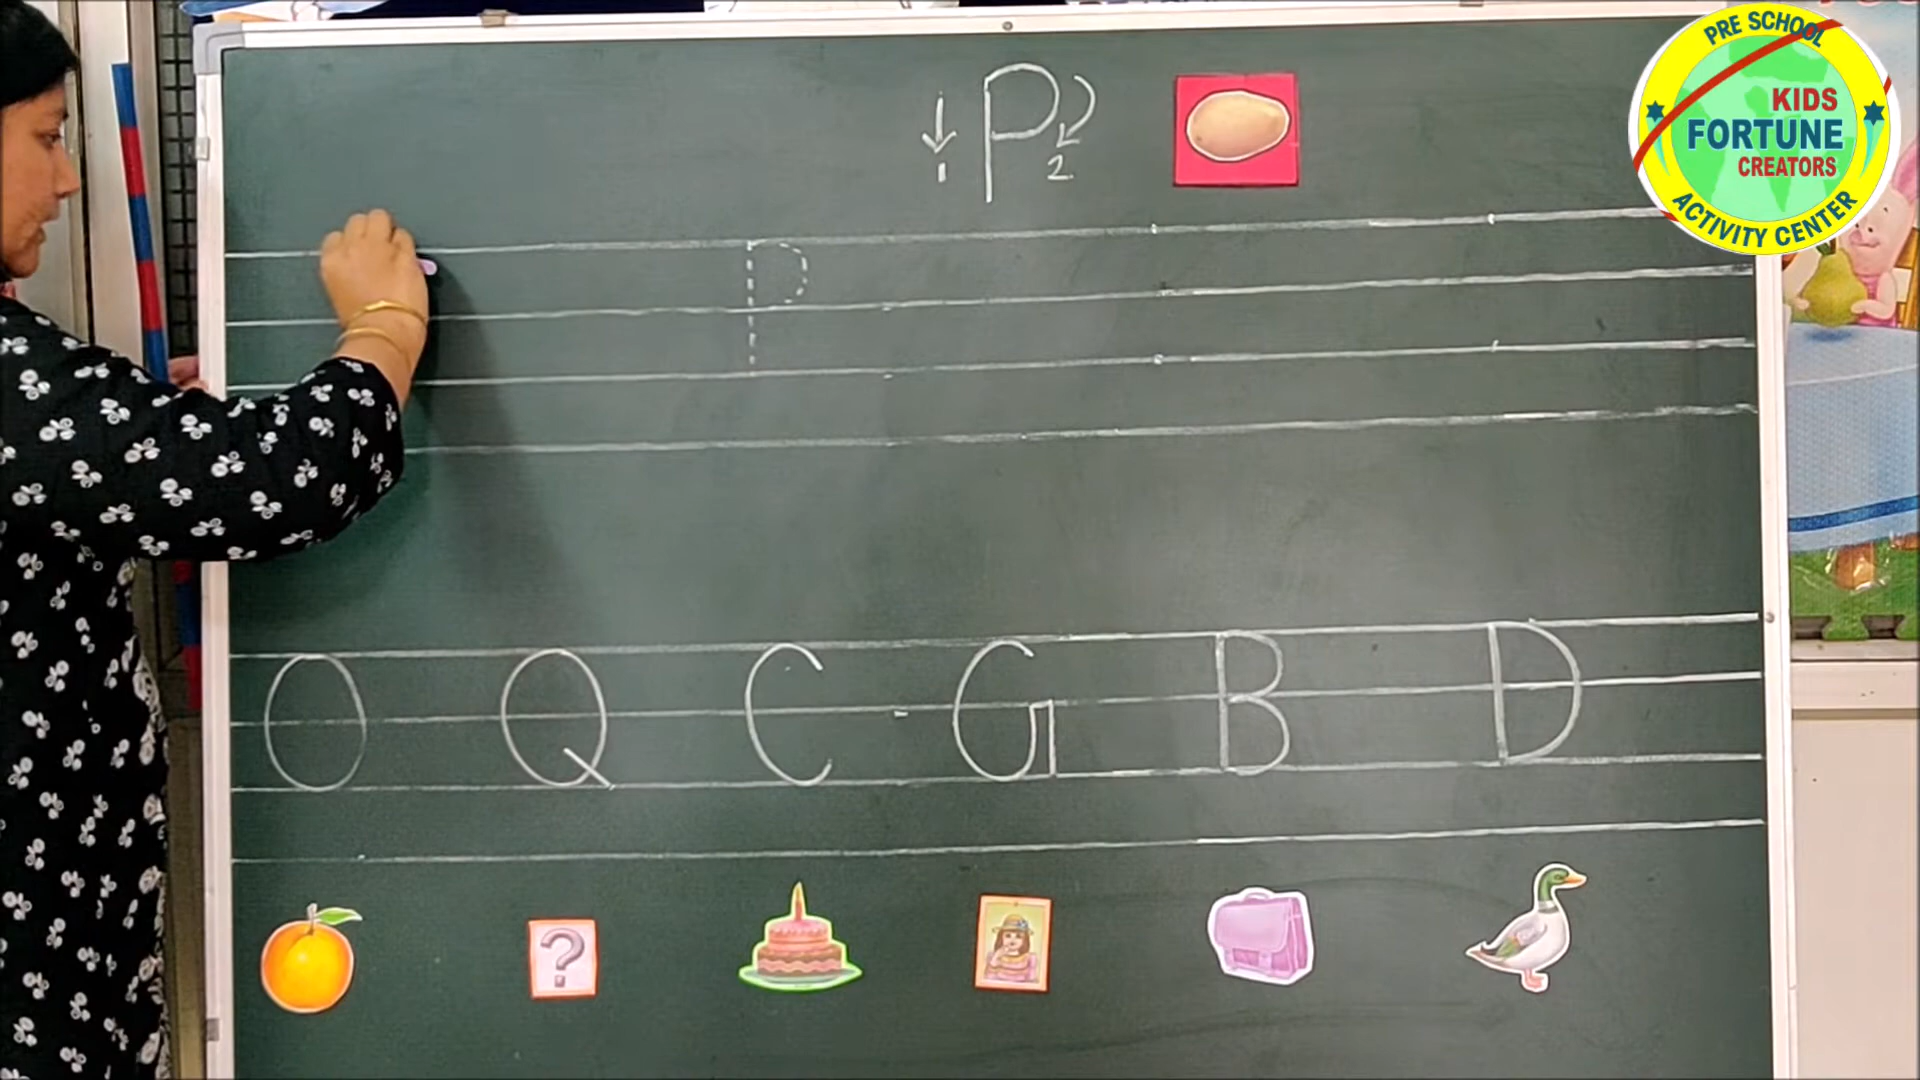 P
1 2
PRE SCHOOL
KIDS
FORTUNE
CREATORS
ACTIVITY CENTER
P
O Q C G B D
?